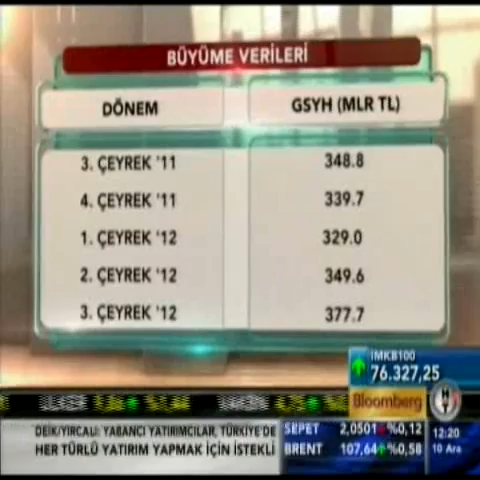 BÜYÜME VERİLERİ
DÖNEM GSYH (MLR TL)
3. ÇEYREK '11 348.8
4. ÇEYREK '11 339.7
1. ÇEYREK '12 329.0
2. ÇEYREK '12 349.6
3. ÇEYREK '12 377.7
İMKB100
76.327,25
Bloomberg
DEİK/YIRCALI: YABANCI YATIRIMCILAR, TÜRKİYE'DE
HER TÜRLÜ YATIRIM YAPMAK İÇİN İSTEKLİ
SEPET 2,0501 %0,12
BRENT 107,64 %0,58
12:20
10 Ara